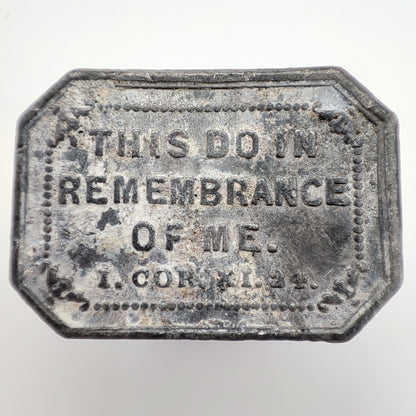 THIS DO IN
REMEMBRANCE
OF ME.
I. COR. XI. 24.